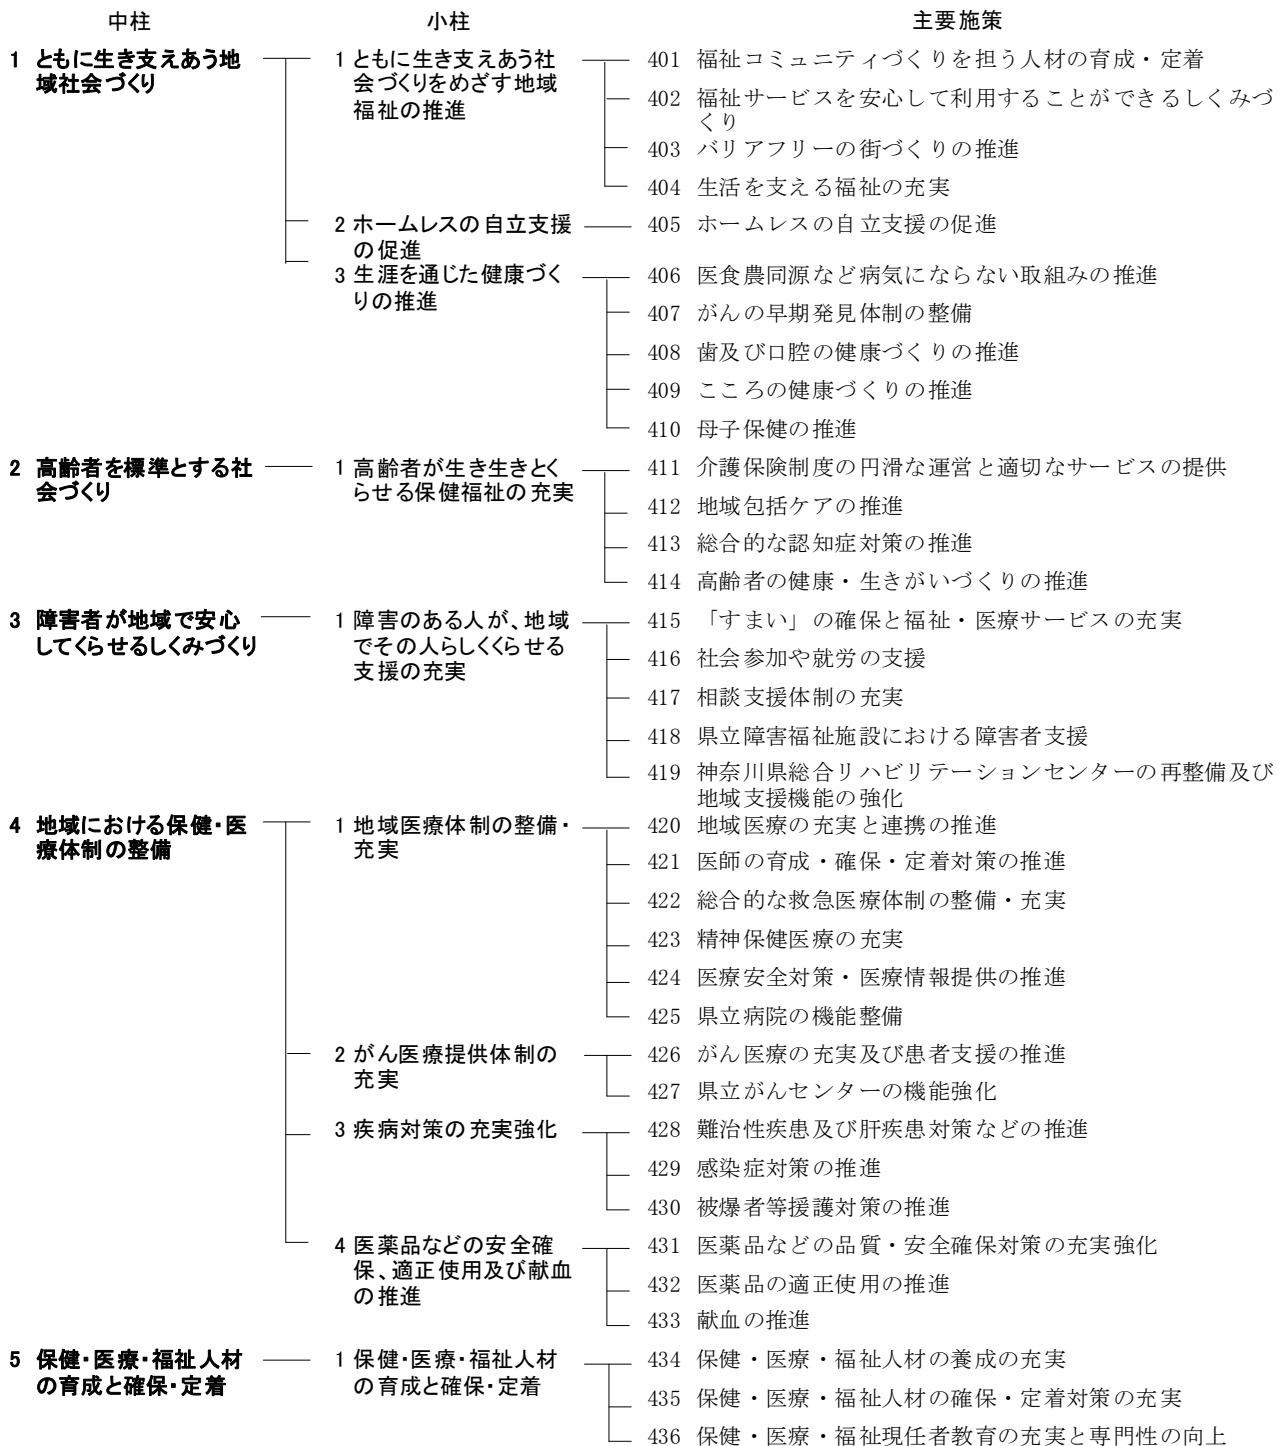 中柱 小柱 主要施策
1 ともに生き支えあう地
域社会づくり
1 ともに生き支えあう社
会づくりをめざす地域
福祉の推進
401 福祉コミュニティづくりを担う人材の育成・定着
402 福祉サービスを安心して利用することができるしくみづ
くり
403 バリアフリーの街づくりの推進
404 生活を支える福祉の充実
2 ホームレスの自立支援
の促進
405 ホームレスの自立支援の促進
3 生涯を通じた健康づく
りの推進
406 医食農同源など病気にならない取組みの推進
407 がんの早期発見体制の整備
408 歯及び口腔の健康づくりの推進
409 こころの健康づくりの推進
410 母子保健の推進
2 高齢者を標準とする社
会づくり
1 高齢者が生き生きとく
らせる保健福祉の充実
411 介護保険制度の円滑な運営と適切なサービスの提供
412 地域包括ケアの推進
413 総合的な認知症対策の推進
414 高齢者の健康・生きがいづくりの推進
3 障害者が地域で安心
してくらせるしくみづくり
1 障害のある人が、地域
でその人らしくくらせる
支援の充実
415 「すまい」の確保と福祉・医療サービスの充実
416 社会参加や就労の支援
417 相談支援体制の充実
418 県立障害福祉施設における障害者支援
419 神奈川県総合リハビリテーションセンターの再整備及び
地域支援機能の強化
4 地域における保健・医
療体制の整備
1 地域医療体制の整備・
充実
420 地域医療の充実と連携の推進
421 医師の育成・確保・定着対策の推進
422 総合的な救急医療体制の整備・充実
423 精神保健医療の充実
424 医療安全対策・医療情報提供の推進
425 県立病院の機能整備
2 がん医療提供体制の
充実
426 がん医療の充実及び患者支援の推進
427 県立がんセンターの機能強化
3 疾病対策の充実強化
428 難治性疾患及び肝疾患対策などの推進
429 感染症対策の推進
430 被爆者等援護対策の推進
4 医薬品などの安全確
保、適正使用及び献血
の推進
431 医薬品などの品質・安全確保対策の充実強化
432 医薬品の適正使用の推進
433 献血の推進
5 保健・医療・福祉人材
の育成と確保・定着
1 保健・医療・福祉人材
の育成と確保・定着
434 保健・医療・福祉人材の養成の充実
435 保健・医療・福祉人材の確保・定着対策の充実
436 保健・医療・福祉現任者教育の充実と専門性の向上